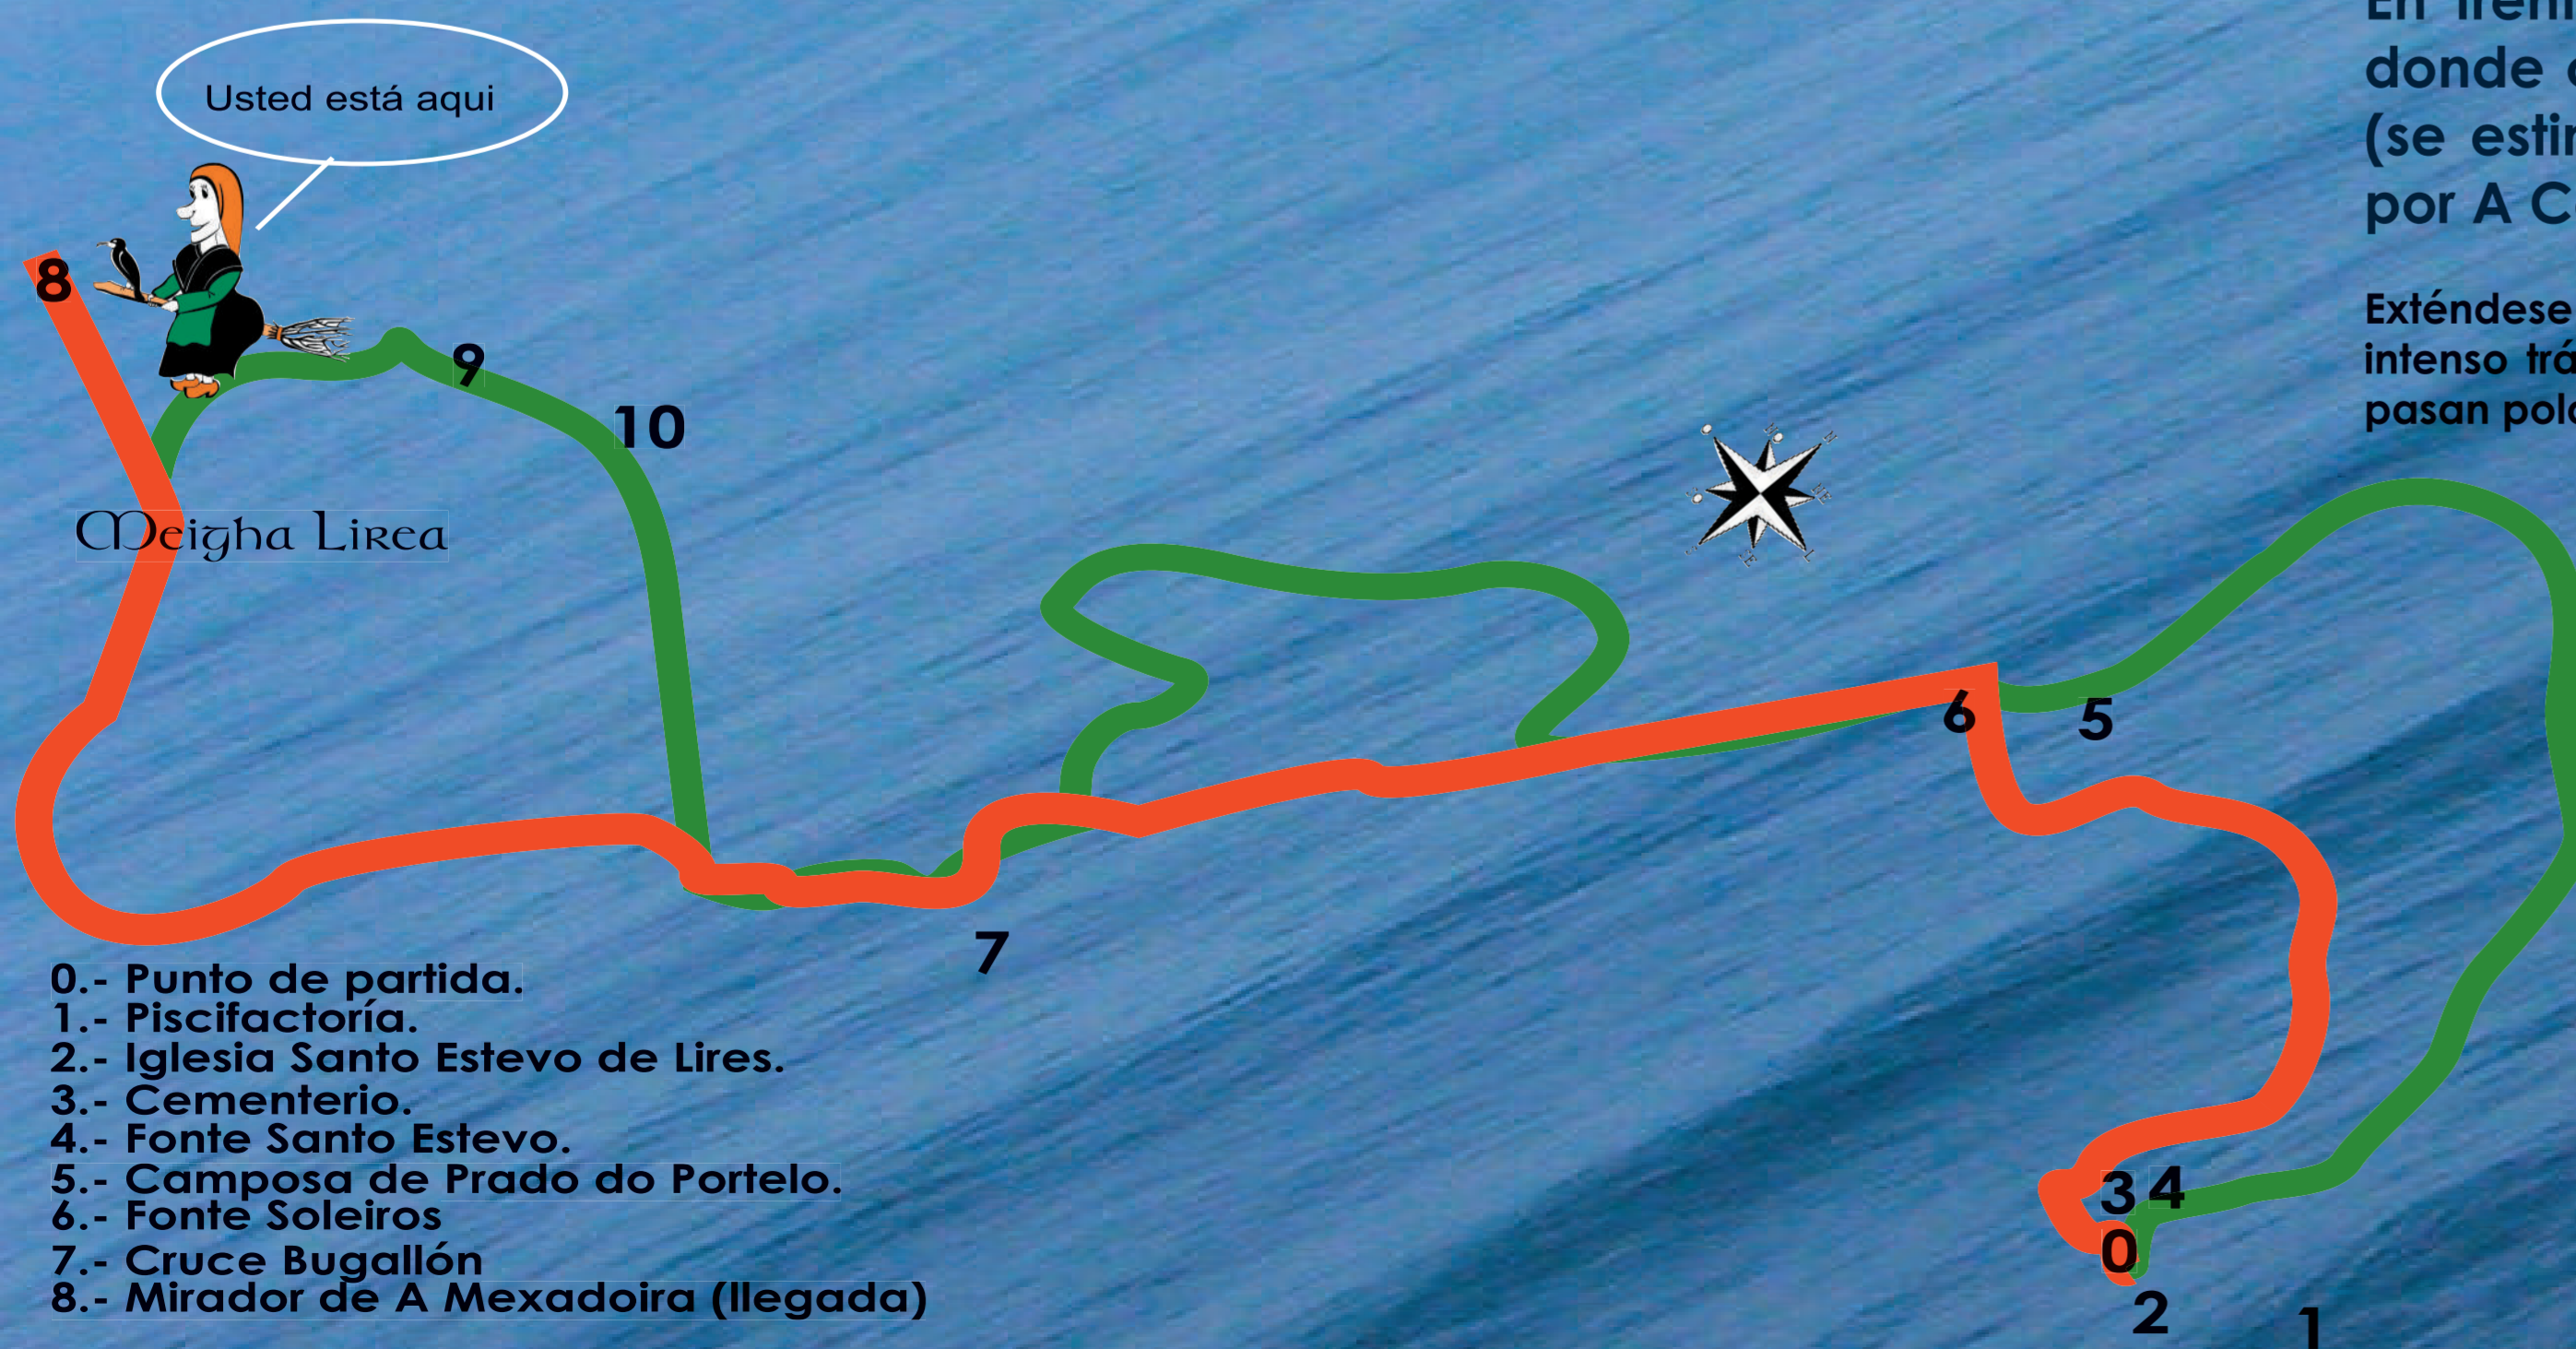 Usted está aqui
8
9
10
Meigha Lirea
6
5
7
3 4
0
2
1
0.- Punto de partida.
1.- Piscifactoría.
2.- Iglesia Santo Estevo de Lires.
3.- Cementerio.
4.- Fonte Santo Estevo.
5.- Camposa de Prado do Portelo.
6.- Fonte Soleiros
7.- Cruce Bugallón
8.- Mirador de A Mexadoira (llegada)
En
donde
(se
por A
Exténdese
intenso
pasan